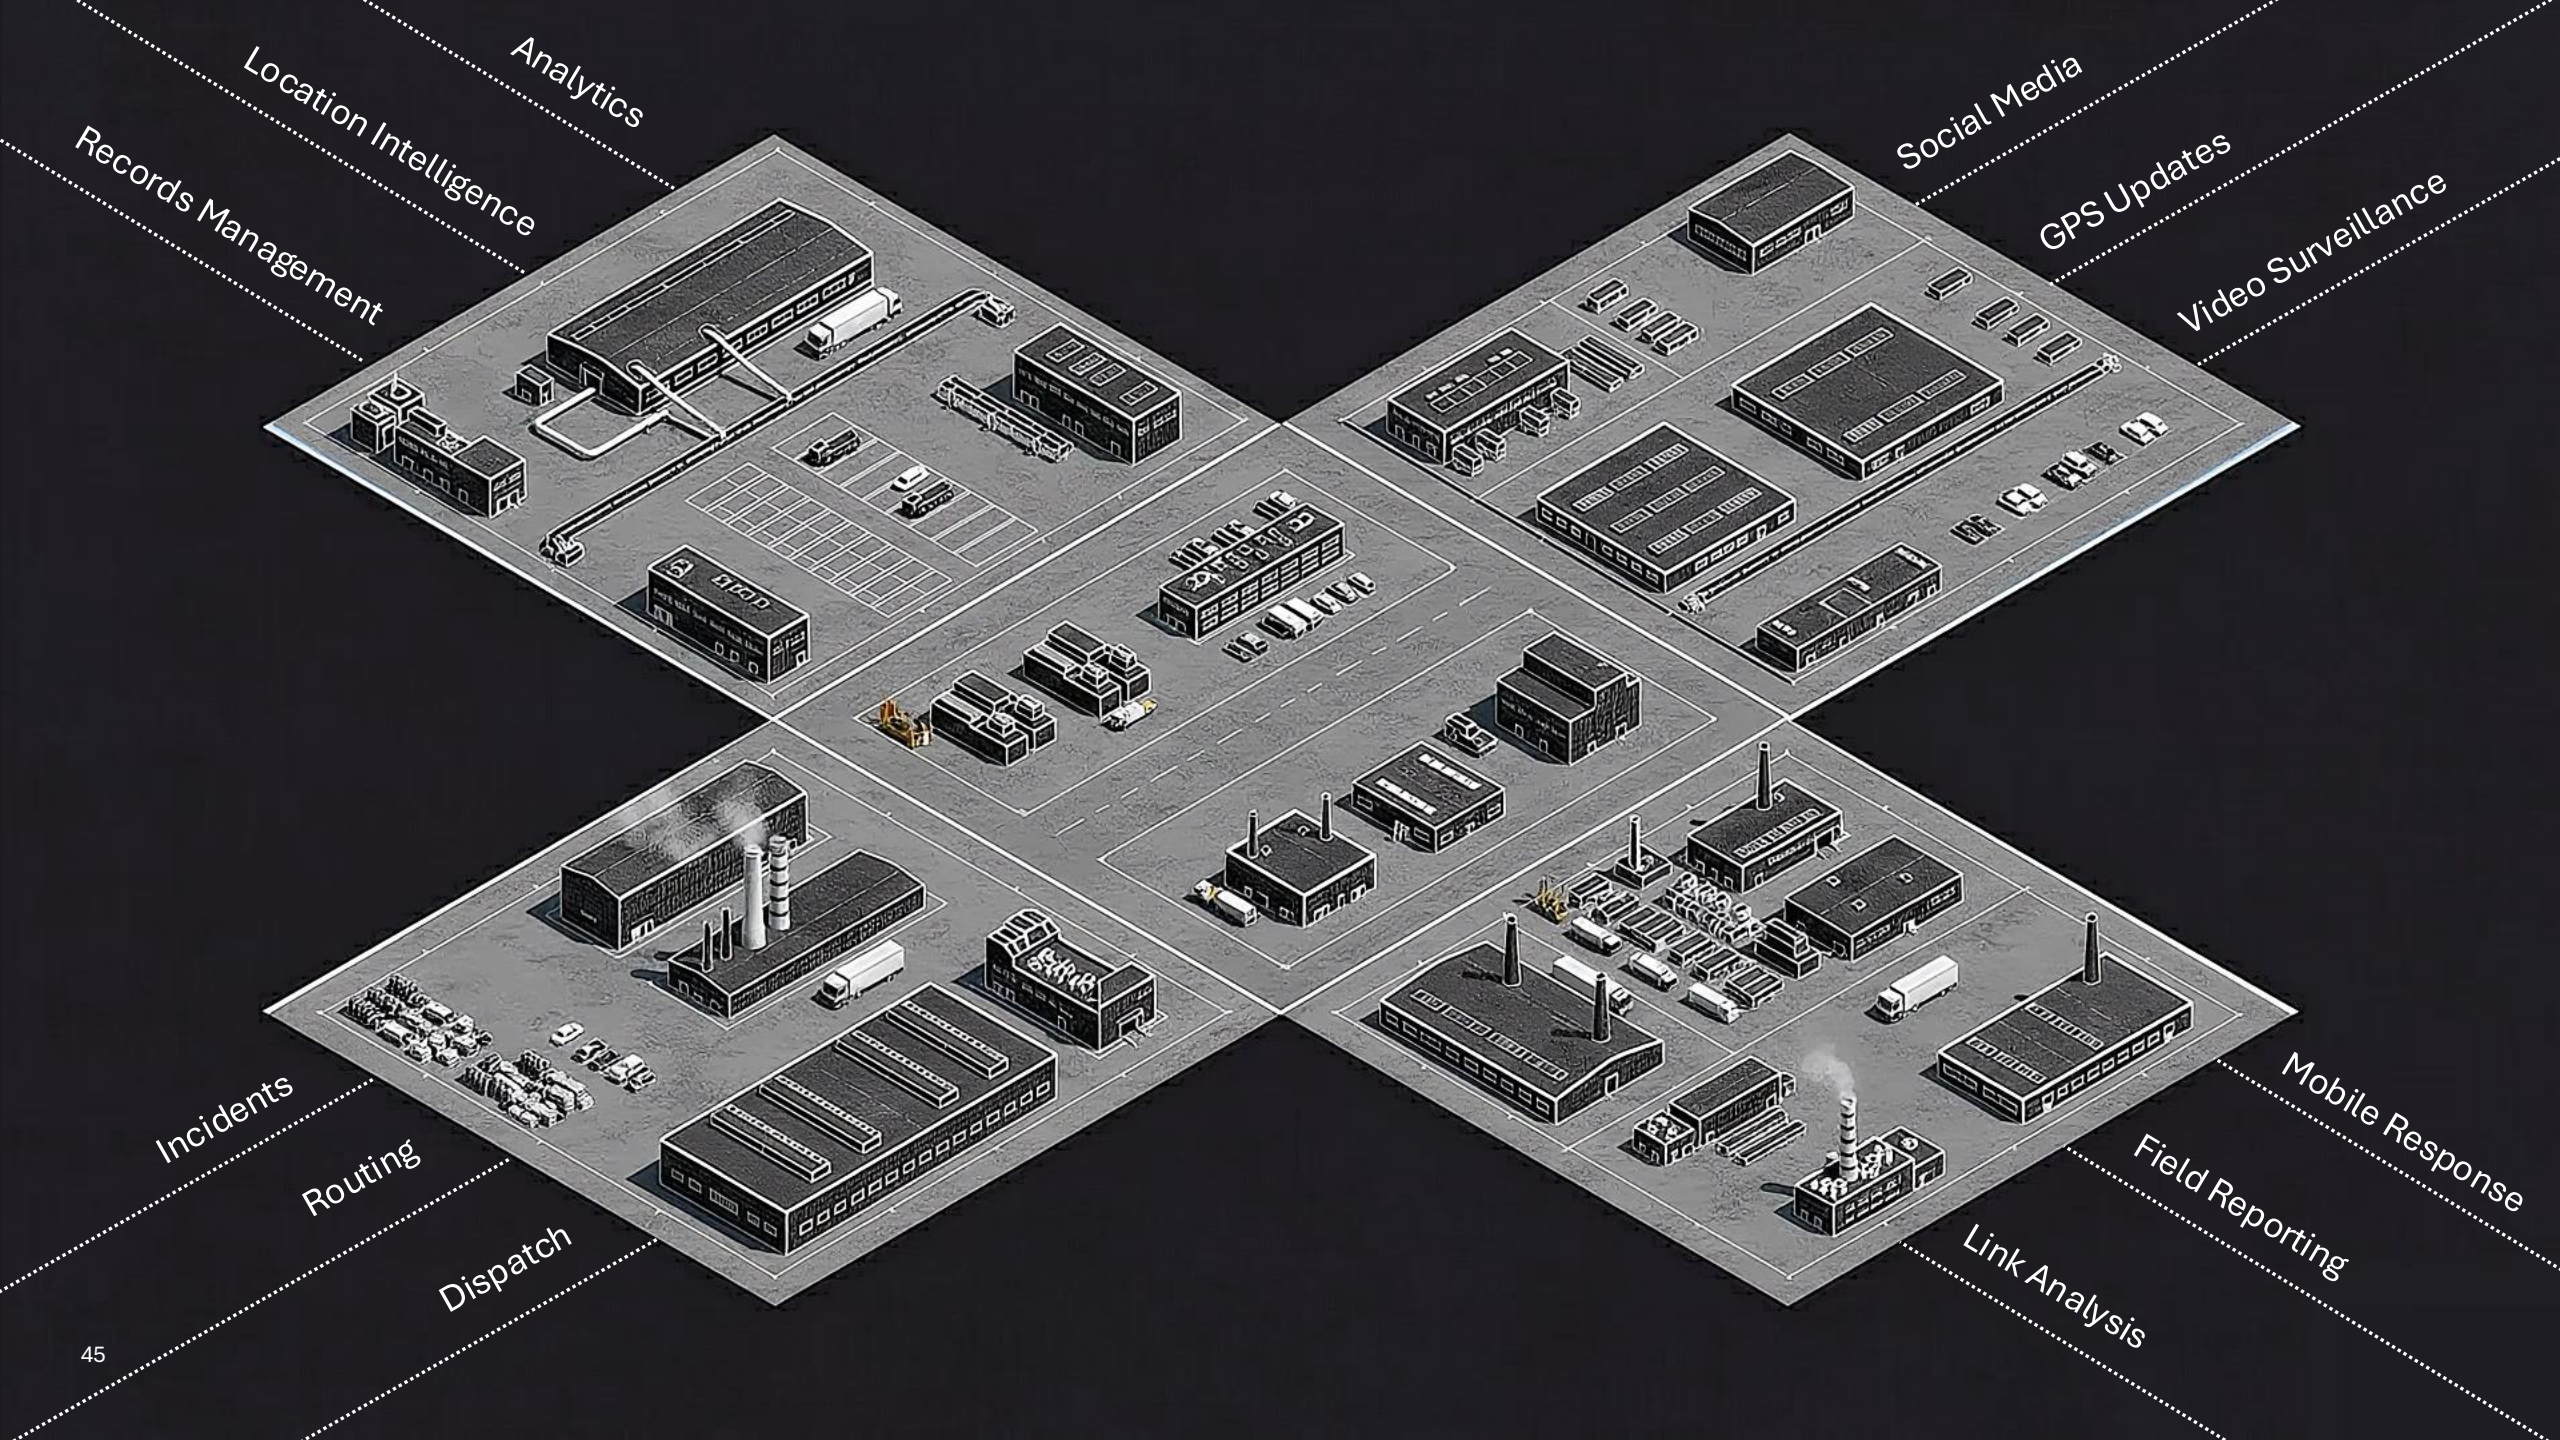 Analytics
Location Intelligence
Records Management
Social Media
GPS Updates
Video Surveillance
Incidents
Routing
Dispatch
Mobile Response
Field Reporting
Link Analysis
45